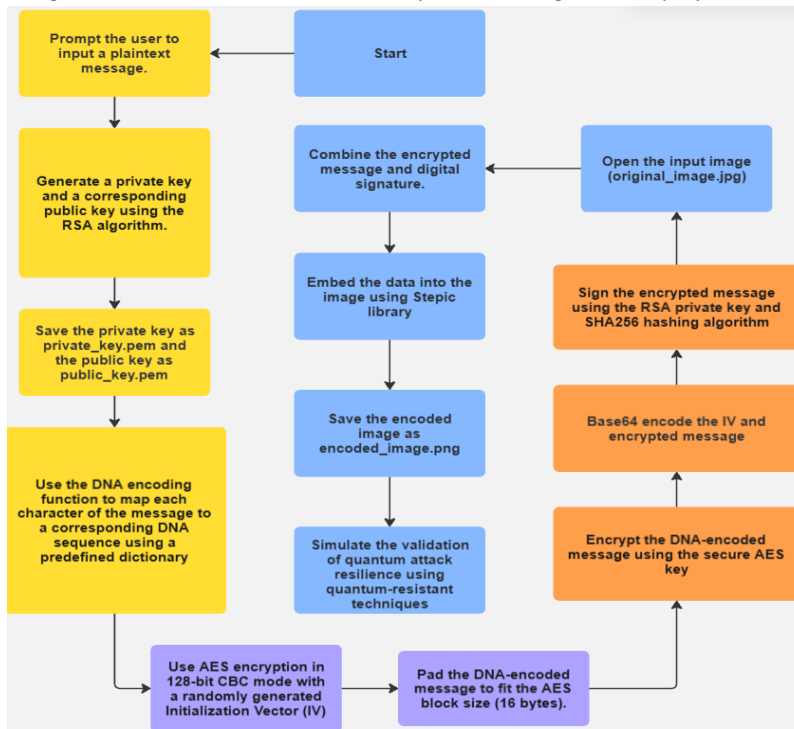 Start
Prompt the user to
input a plaintext
message.
Generate a private key
and a corresponding
public key using the
RSA algorithm.
Save the private key as
private_key.pem and
the public key as
public_key.pem
Use the DNA encoding
function to map each
character of the message to
a corresponding DNA
sequence using a
predefined dictionary
Use AES encryption in
128-bit CBC mode with
a randomly generated
Initialization Vector (IV)
Pad the DNA-encoded
message to fit the AES
block size (16 bytes).
Encrypt the DNA-encoded
message using the secure AES
key
Base64 encode the IV and
encrypted message
Sign the encrypted message
using the RSA private key and
SHA256 hashing algorithm
Open the input image
(original_image.jpg)
Combine the encrypted
message and digital
signature.
Embed the data into the
image using Stepic
library
Save the encoded
image as
encoded_image.png
Simulate the validation
of quantum attack
resilience using
quantum-resistant
techniques